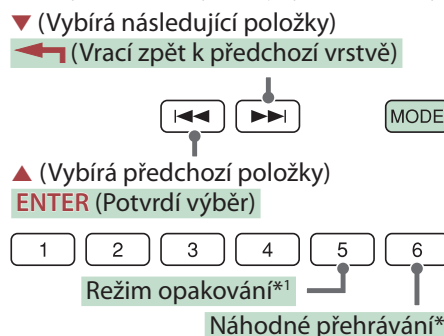 ▼ (Vybírá následující položky)
(Vrací zpět k předchozí vrstvě)
MODE
▲ (Vybírá předchozí položky)
ENTER (Potvrdí výběr)
1 2 3 4 5 6
Režim opakování*1
Náhodné přehrávání*